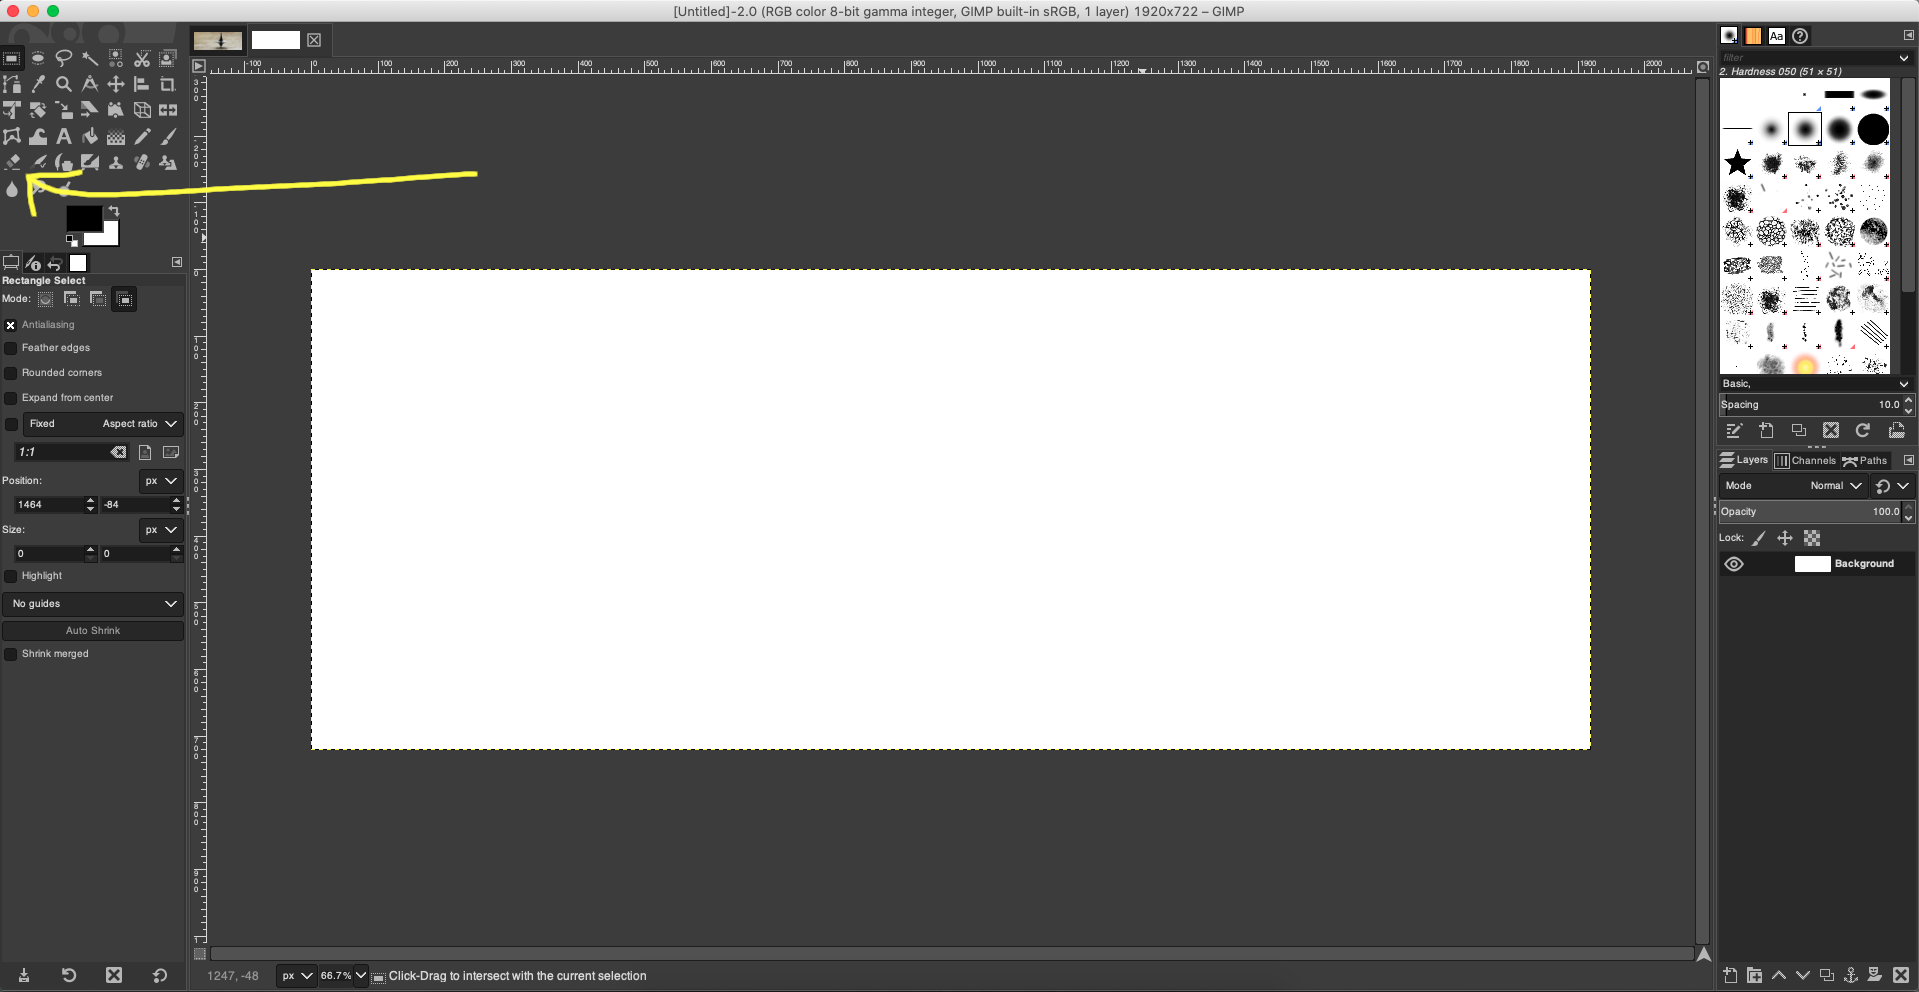 [Untitled]-2.0 (RGB color 8-bit gamma integer, GIMP built-in sRGB, 1 layer) 1920x722 – GIMP
-100 0 100 200 300 400 500 600 700 800 900 1000 1100 1200 1300 1400 1500 1600 1700 1800 1900 2000
Aa
filter
2. Hardness 050 (51 × 51)
Rectangle Select
Mode:
Antialiasing
Feather edges
Rounded corners
Expand from center
Fixed Aspect ratio
1:1
Position: px
1464 -84
Size: px
0 0
Highlight
No guides
Auto Shrink
Shrink merged
Basic,
Spacing 10.0
Layers Channels Paths
Mode Normal
Opacity 100.0
Lock:
Background
1247, -48 px 66.7% Click-Drag to intersect with the current selection